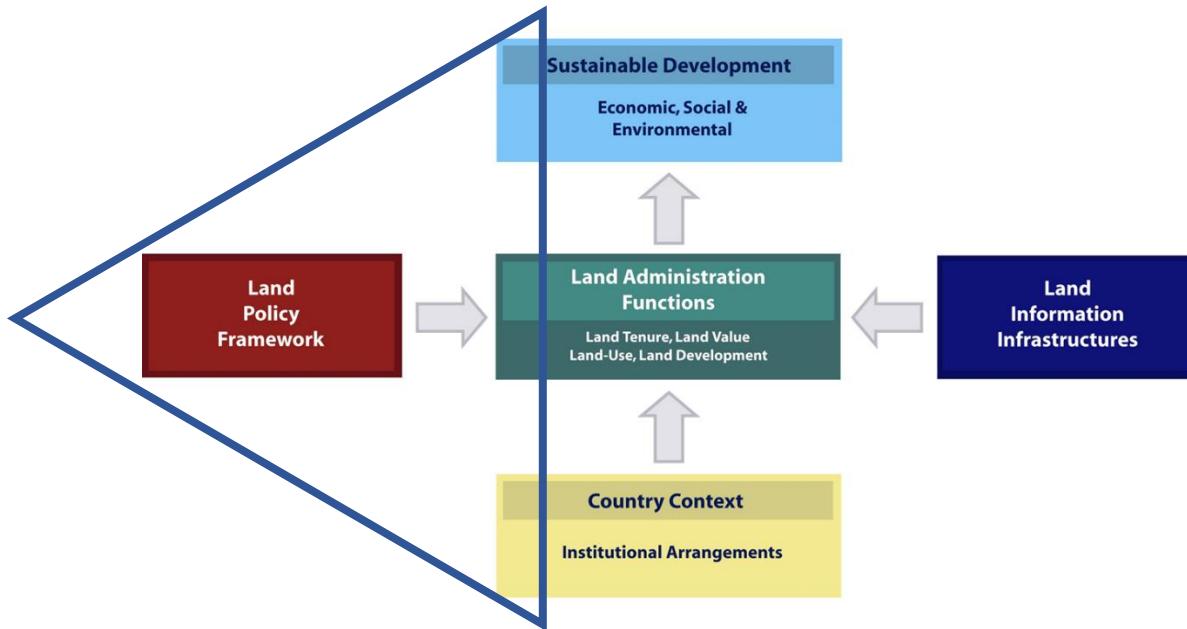 Sustainable Development
Economic, Social &
Environmental
Land
Policy
Framework
Land Administration
Functions
Land Tenure, Land Value
Land-Use, Land Development
Land
Information
Infrastructures
Country Context
Institutional Arrangements